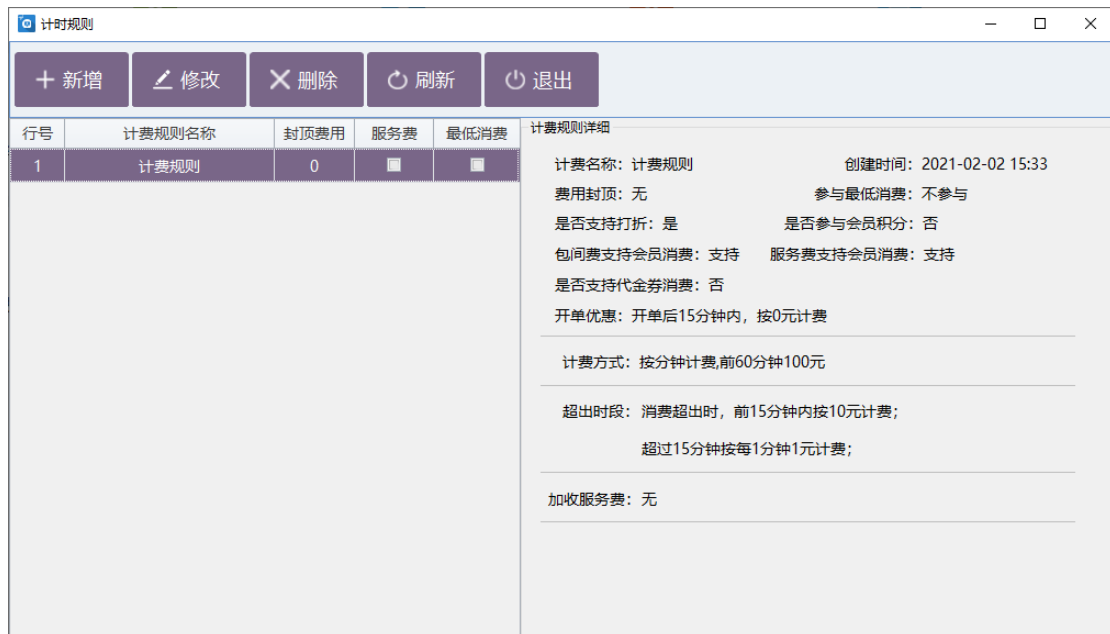 计时规则
新增 修改 删除 刷新 退出
行号 计费规则名称 封顶费用 服务费 最低消费
1 计费规则 0
计费规则详细
计费名称：计费规则 创建时间：2021-02-02 15:33
费用封顶：无 参与最低消费：不参与
是否支持打折：是 是否参与会员积分：否
包间费支持会员消费：支持 服务费支持会员消费：支持
是否支持代金券消费：否
开单优惠：开单后15分钟内，按0元计费
计费方式：按分钟计费,前60分钟100元
超出时段：消费超出时，前15分钟内按10元计费；
超过15分钟按每1分钟1元计费；
加收服务费：无